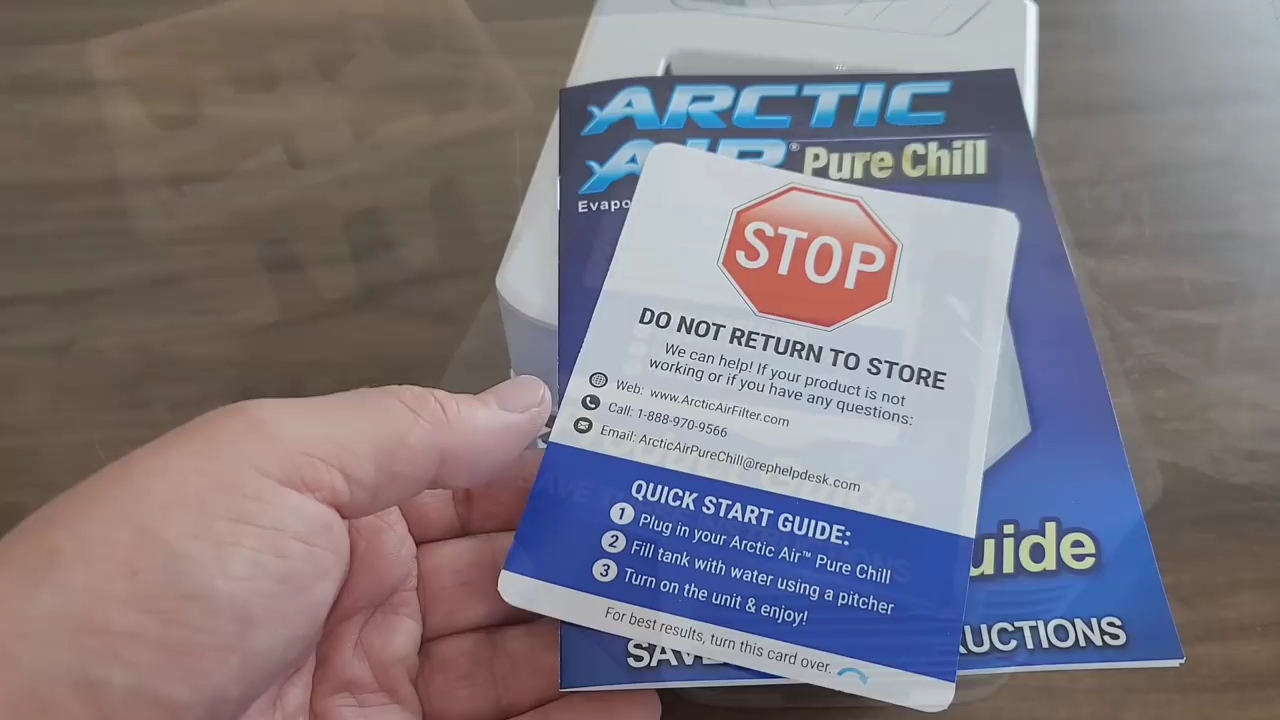 ARCTIC
AIR® Pure Chill
Evapo
STOP
DO NOT RETURN TO STORE
We can help! If your product is not
working or if you have any questions:
Web: www.ArcticAirFilter.com
Call: 1-888-970-9566
Email: ArcticAirPureChill@rephelpdesk.com
QUICK START GUIDE:
1 Plug in your Arctic Air™ Pure Chill
2 Fill tank with water using a pitcher
3 Turn on the unit & enjoy!
For best results, turn this card over.
uide
SAVE UCTIONS